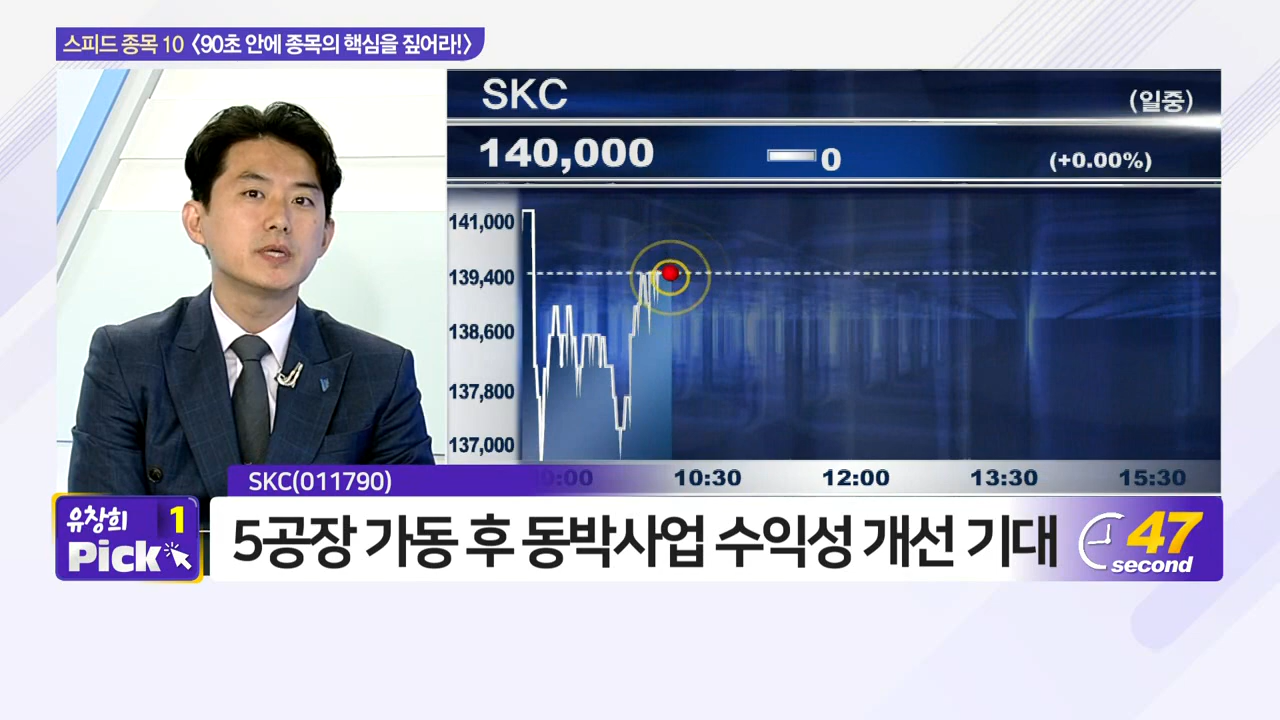 스피드 종목 10 <90초 안에 종목의 핵심을 짚어라!>
SKC
(일중)
140,000
0
(+0.00%)
141,000
139,400
138,600
137,800
137,000
:00
10:30
12:00
13:30
15:30
SKC(011790)
유창희 1
Pick
5공장 가동 후 동박사업 수익성 개선 기대
47
second